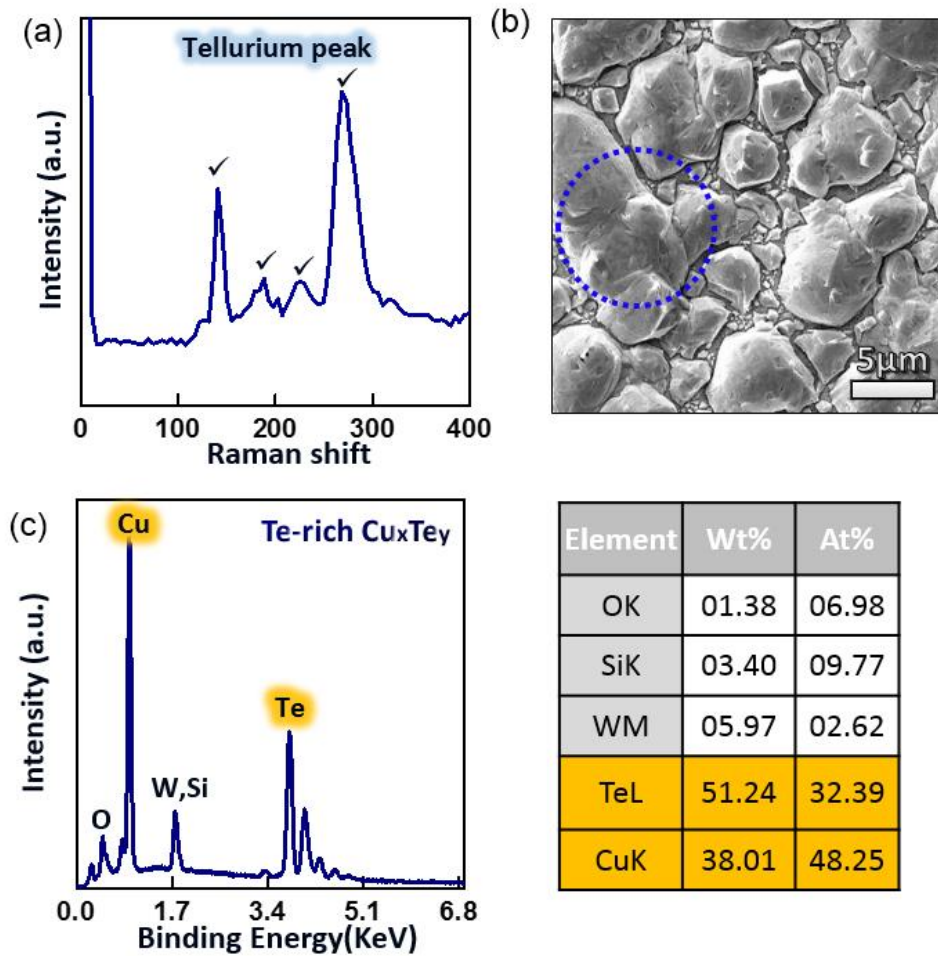 (a)
Tellurium peak
✓ ✓ ✓ ✓
Intensity (a.u.)
0 100 200 300 400
Raman shift
(b)
5μm
(c)
Cu
Te-rich CuxTey
Te
W,Si
O
Intensity (a.u.)
0.0 1.7 3.4 5.1 6.8
Binding Energy(KeV)
Element Wt% At%
OK 01.38 06.98
SiK 03.40 09.77
WM 05.97 02.62
TeL 51.24 32.39
CuK 38.01 48.25